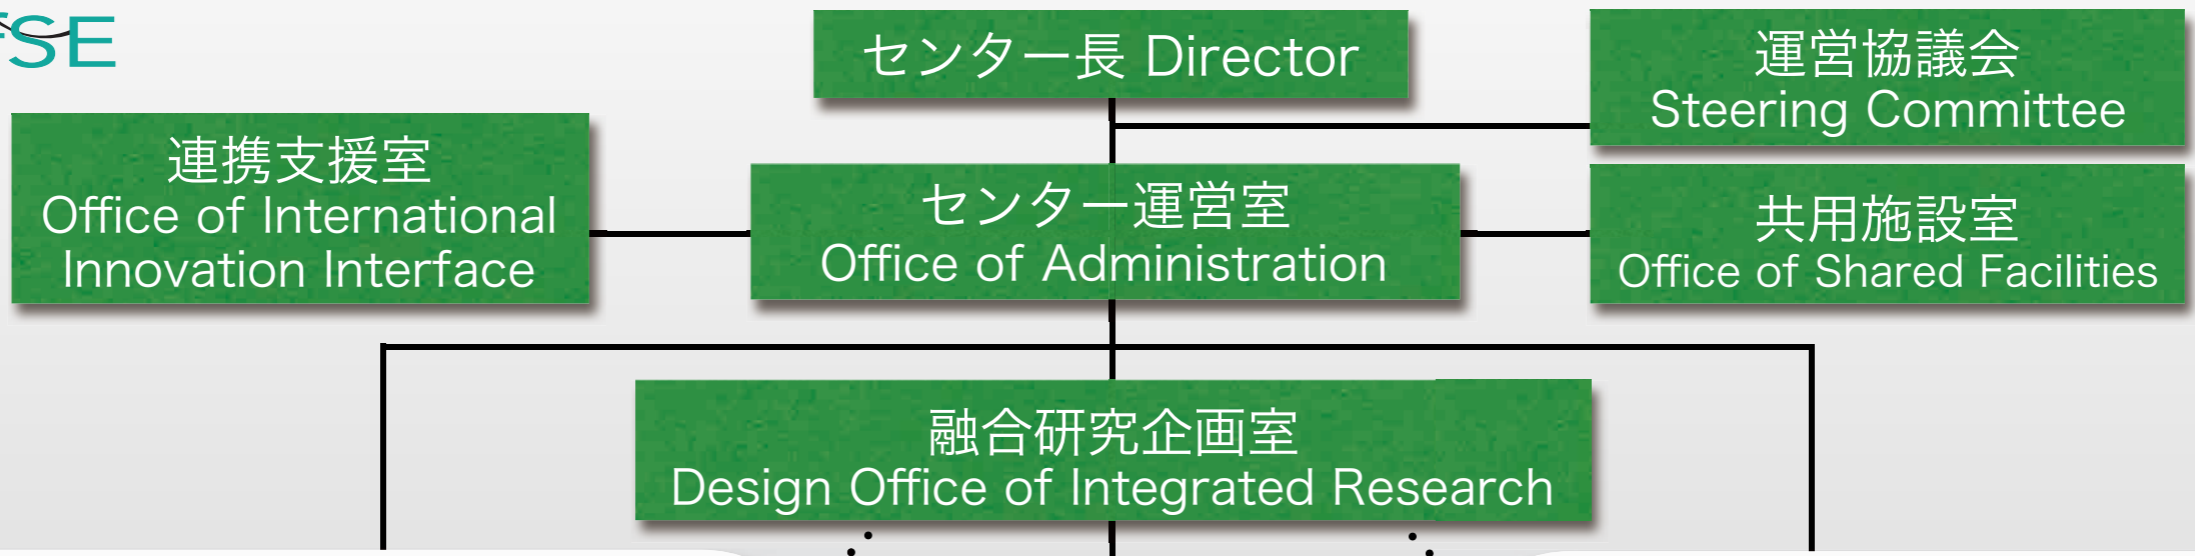 センター長 Director
運営協議会
Steering Committee
連携支援室
Office of International
Innovation Interface
センター運営室
Office of Administration
共用施設室
Office of Shared Facilities
融合研究企画室
Design Office of Integrated Research